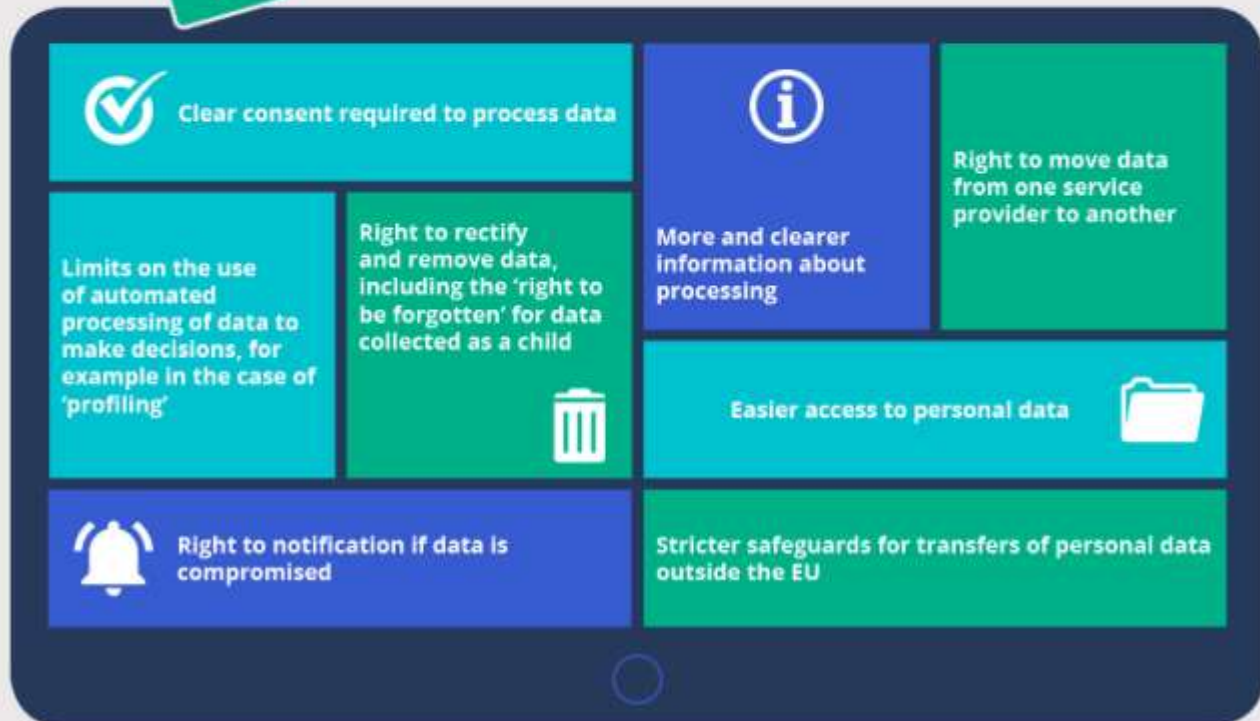 Clear consent required to process data
Limits on the use
of automated
processing of data to
make decisions, for
example in the case of
‘profiling’
Right to rectify
and remove data,
including the ‘right to
be forgotten’ for data
collected as a child
More and clearer
information about
processing
Right to move data
from one service
provider to another
Easier access to personal data
Right to notification if data is
compromised
Stricter safeguards for transfers of personal data
outside the EU